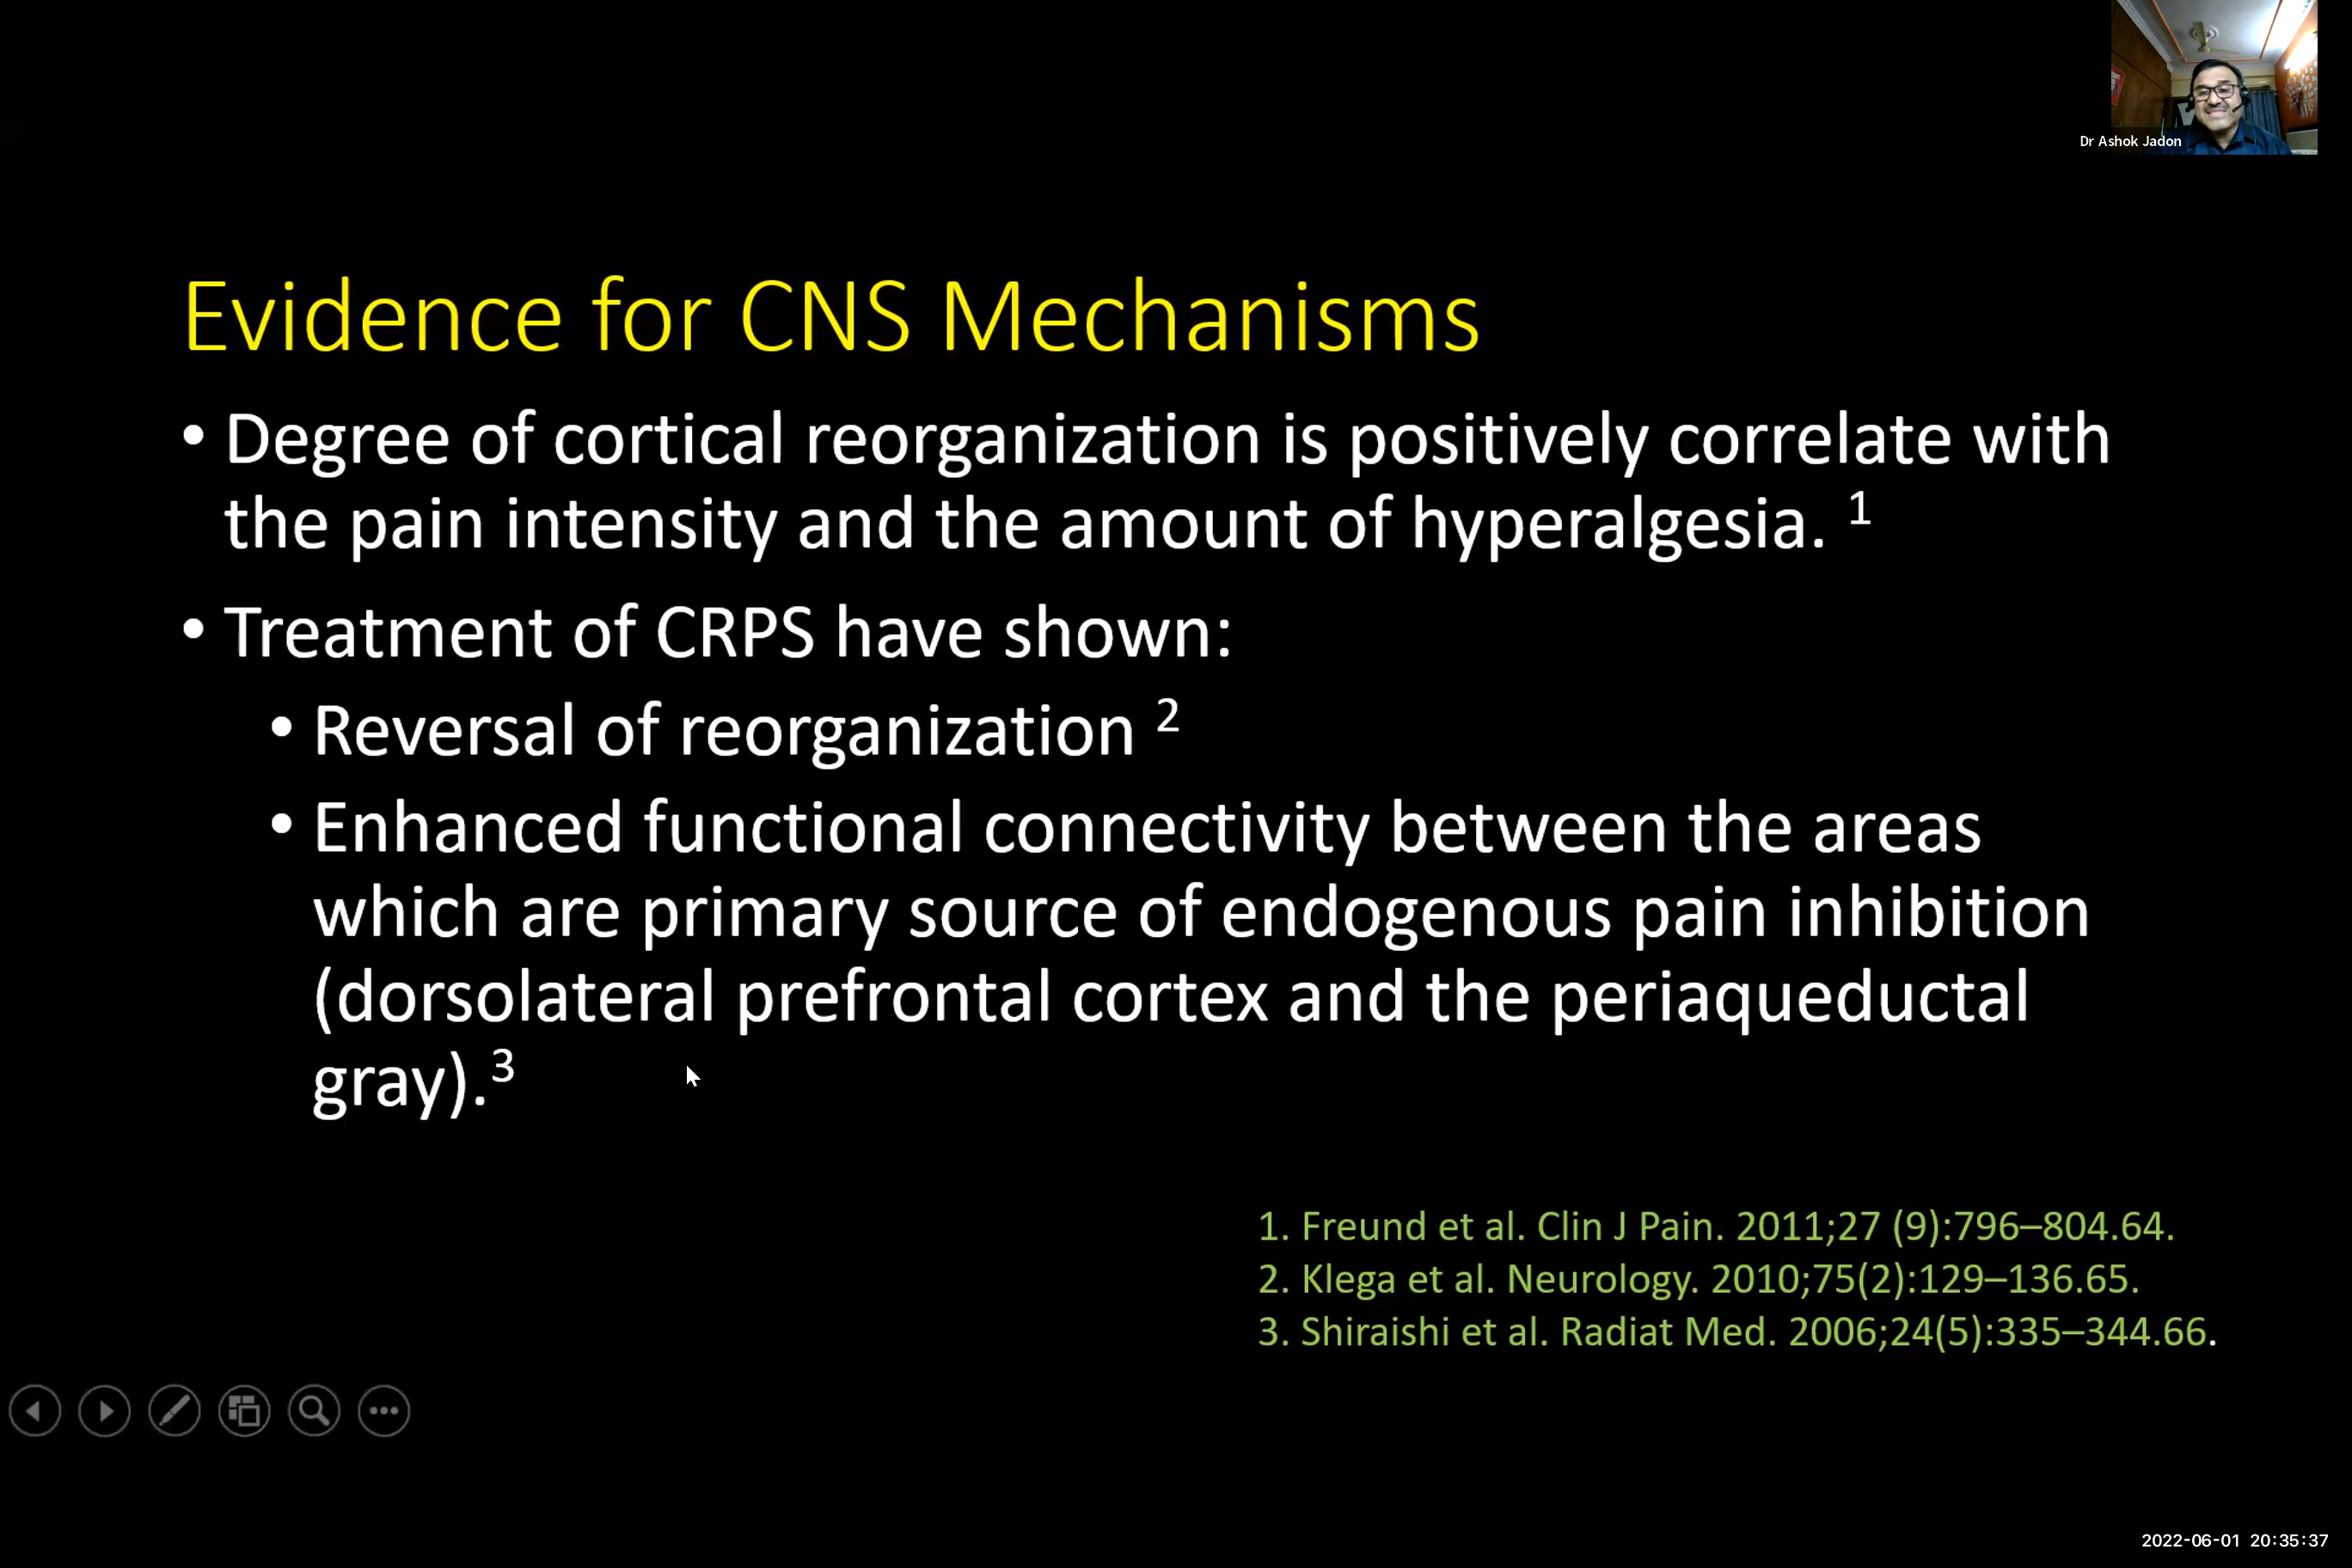 Dr Ashok Jadon
Evidence for CNS Mechanisms
• Degree of cortical reorganization is positively correlate with
the pain intensity and the amount of hyperalgesia. 1
• Treatment of CRPS have shown:
• Reversal of reorganization 2
• Enhanced functional connectivity between the areas
which are primary source of endogenous pain inhibition
(dorsolateral prefrontal cortex and the periaqueductal
gray).3
1. Freund et al. Clin J Pain. 2011;27 (9):796–804.64.
2. Klega et al. Neurology. 2010;75(2):129–136.65.
3. Shiraishi et al. Radiat Med. 2006;24(5):335–344.66.
2022-06-01 20:35:37